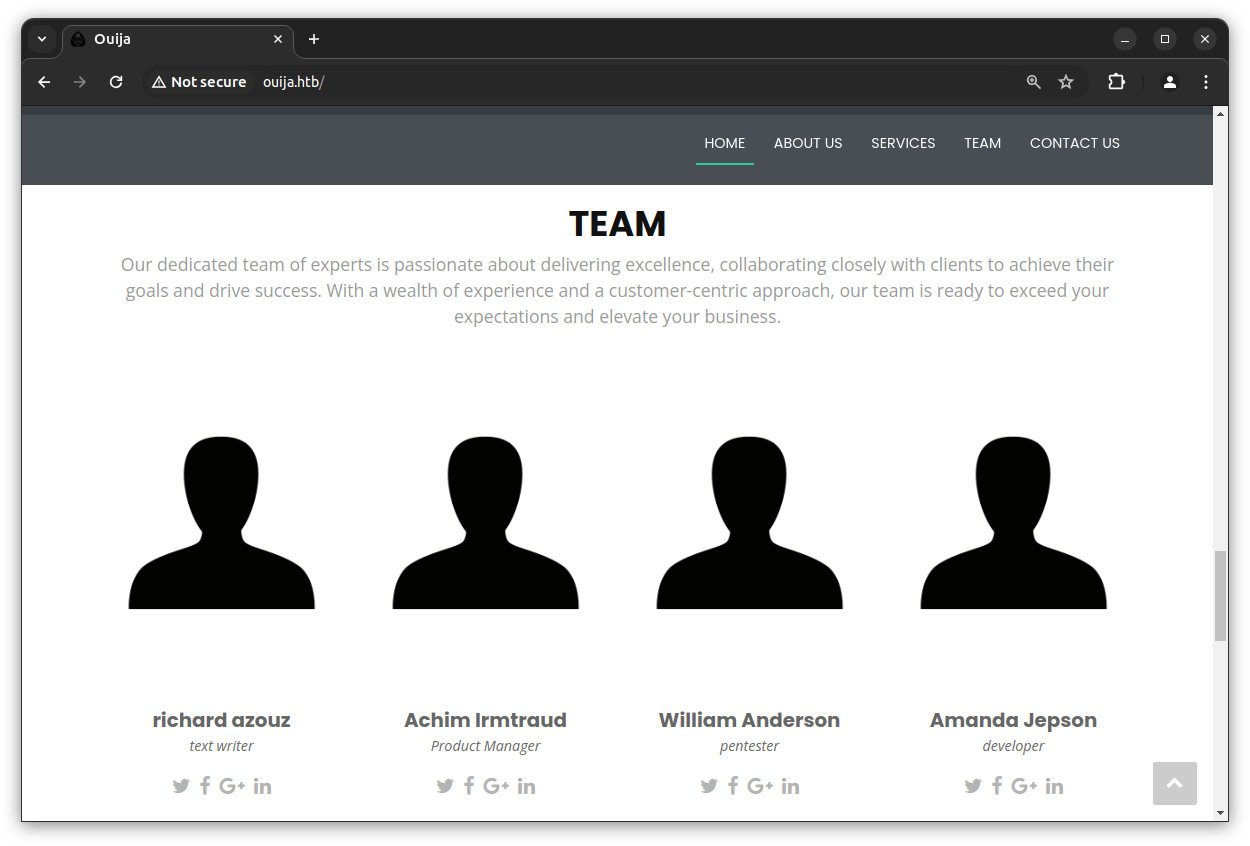 Ouija
Not secure ouija.htb/
HOME ABOUT US SERVICES TEAM CONTACT US
TEAM
Our dedicated team of experts is passionate about delivering excellence, collaborating closely with clients to achieve their
goals and drive success. With a wealth of experience and a customer-centric approach, our team is ready to exceed your
expectations and elevate your business.
richard azouz
text writer
Achim Irmtraud
Product Manager
William Anderson
pentester
Amanda Jepson
developer